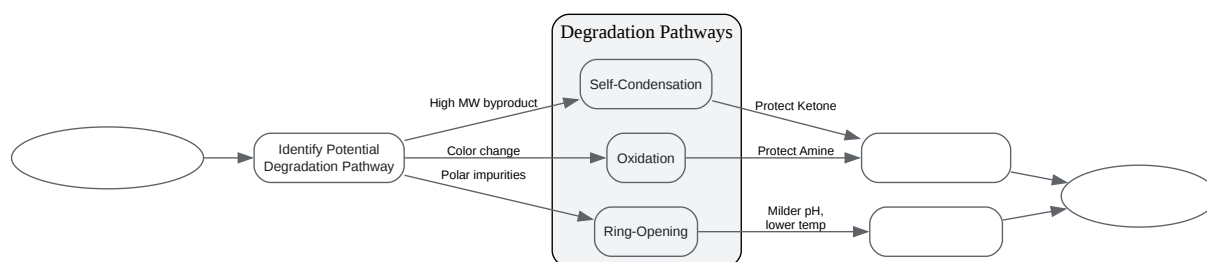 Degradation Pathways
Self-Condensation
High MW byproduct
Protect Ketone
Identify Potential
Degradation Pathway
Color change
Oxidation
Protect Amine
Polar impurities
Ring-Opening
Milder pH,
lower temp